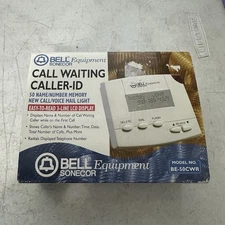 BELL Equipment
SONECOR
CALL WAITING
CALLER-ID
50 NAME/NUMBER MEMORY
NEW CALL/VOICE MAIL LIGHT
EASY-TO-READ 3-LINE LCD DISPLAY
• Displays Name & Number of Call Waiting
Caller while on the First Call
• Shows Caller's Name & Number, Time, Date,
Total Number of Calls, Plus More
• Redials Displayed Telephone Number
BELL Equipment
SONECOR
MODEL NO.
BE-50CWB